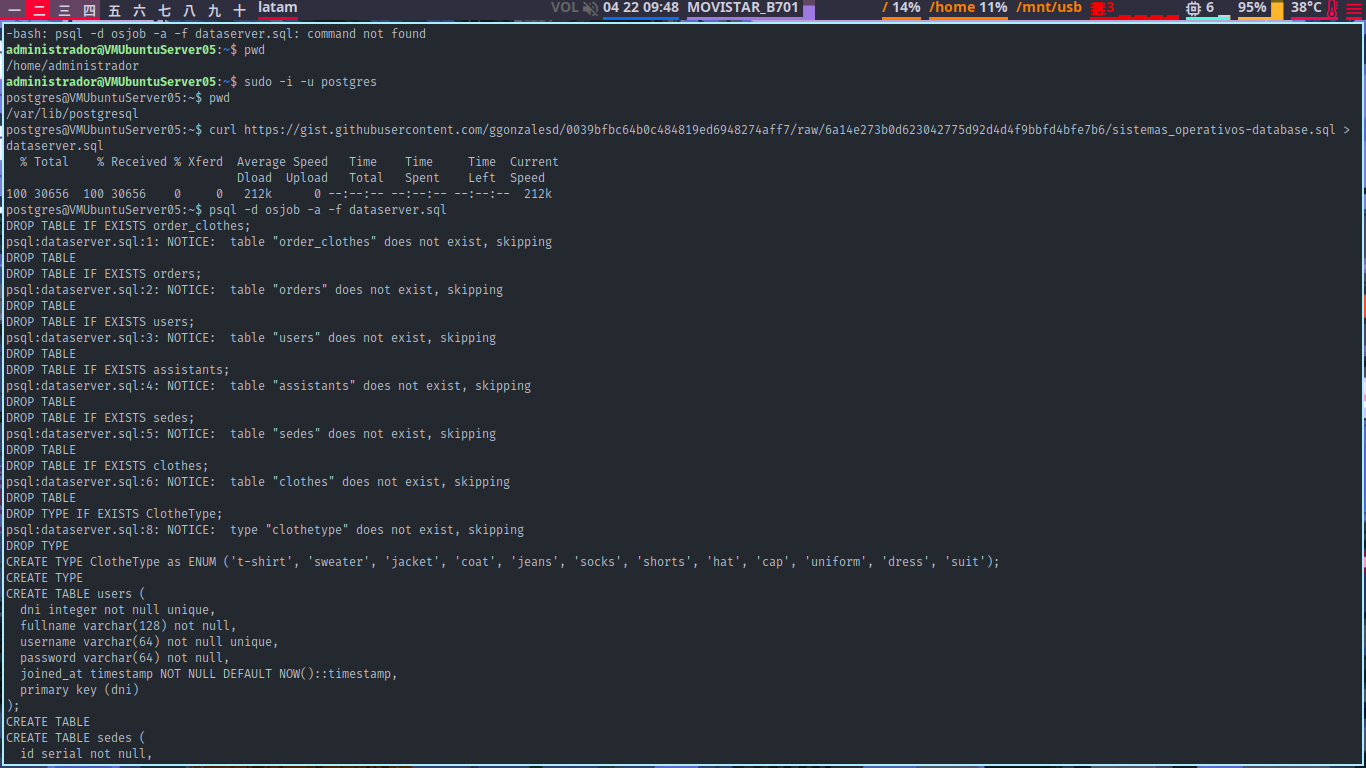 一 二 三 四 五 六 七 八 九 十 latam VOL 04 22 09:48 MOVISTAR_B701 / 14% /home 11% /mnt/usb 3 6 95% 38°C
-bash: psql -d osjob -a -f dataserver.sql: command not found
administrador@VMUbuntuServer05:~$ pwd
/home/administrador
administrador@VMUbuntuServer05:~$ sudo -i -u postgres
postgres@VMUbuntuServer05:~$ pwd
/var/lib/postgresql
postgres@VMUbuntuServer05:~$ curl https://gist.githubusercontent.com/ggonzalesd/0039bfbc64b0c484819ed6948274aff7/raw/6a14e273b0d623042775d92d4d4f9bbfd4bfe7b6/sistemas_operativos-database.sql >
dataserver.sql
  % Total    % Received % Xferd  Average Speed   Time    Time     Time  Current
                                 Dload  Upload   Total   Spent    Left  Speed
100 30656  100 30656    0     0   212k      0 --:--:-- --:--:-- --:--:--  212k
postgres@VMUbuntuServer05:~$ psql -d osjob -a -f dataserver.sql
DROP TABLE IF EXISTS order_clothes;
psql:dataserver.sql:1: NOTICE:  table "order_clothes" does not exist, skipping
DROP TABLE
DROP TABLE IF EXISTS orders;
psql:dataserver.sql:2: NOTICE:  table "orders" does not exist, skipping
DROP TABLE
DROP TABLE IF EXISTS users;
psql:dataserver.sql:3: NOTICE:  table "users" does not exist, skipping
DROP TABLE
DROP TABLE IF EXISTS assistants;
psql:dataserver.sql:4: NOTICE:  table "assistants" does not exist, skipping
DROP TABLE
DROP TABLE IF EXISTS sedes;
psql:dataserver.sql:5: NOTICE:  table "sedes" does not exist, skipping
DROP TABLE
DROP TABLE IF EXISTS clothes;
psql:dataserver.sql:6: NOTICE:  table "clothes" does not exist, skipping
DROP TABLE
DROP TYPE IF EXISTS ClotheType;
psql:dataserver.sql:8: NOTICE:  type "clothetype" does not exist, skipping
DROP TYPE
CREATE TYPE ClotheType as ENUM ('t-shirt', 'sweater', 'jacket', 'coat', 'jeans', 'socks', 'shorts', 'hat', 'cap', 'uniform', 'dress', 'suit');
CREATE TYPE
CREATE TABLE users (
  dni integer not null unique,
  fullname varchar(128) not null,
  username varchar(64) not null unique,
  password varchar(64) not null,
  joined_at timestamp NOT NULL DEFAULT NOW()::timestamp,
  primary key (dni)
);
CREATE TABLE
CREATE TABLE sedes (
  id serial not null,